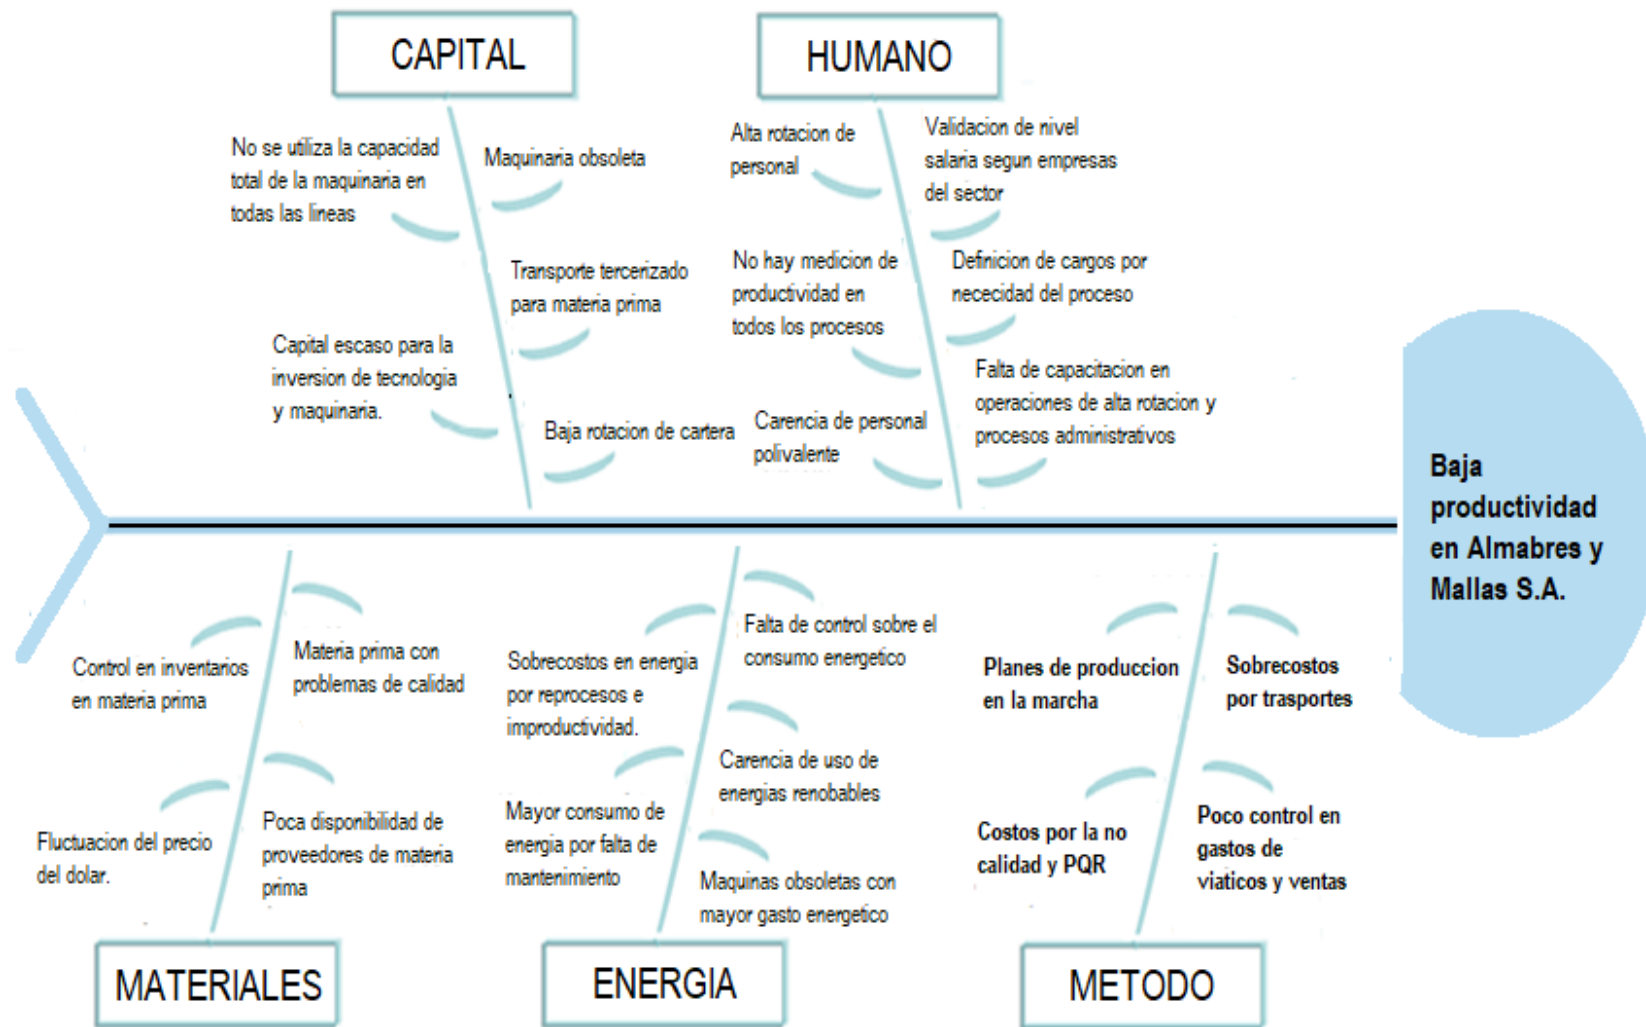 CAPITAL
No se utiliza la capacidad
total de la maquinaria en
todas las lineas
Maquinaria obsoleta
Transporte tercerizado
para materia prima
Capital escaso para la
inversion de tecnologia
y maquinaria.
Baja rotacion de cartera
HUMANO
Alta rotacion de
personal
Validacion de nivel
salaria segun empresas
del sector
No hay medicion de
productividad en
todos los procesos
Definicion de cargos por
nececidad del proceso
Carencia de personal
polivalente
Falta de capacitacion en
operaciones de alta rotacion y
procesos administrativos
Baja
productividad
en Almabres y
Mallas S.A.
Control en inventarios
en materia prima
Materia prima con
problemas de calidad
Fluctuacion del precio
del dolar.
Poca disponibilidad de
proveedores de materia
prima
MATERIALES
Sobrecostos en energia
por reprocesos e
improductividad.
Falta de control sobre el
consumo energetico
Mayor consumo de
energia por falta de
mantenimiento
Carencia de uso de
energias renobables
Maquinas obsoletas con
mayor gasto energetico
ENERGIA
Planes de produccion
en la marcha
Sobrecostos
por trasportes
Costos por la no
calidad y PQR
Poco control en
gastos de
viaticos y ventas
METODO